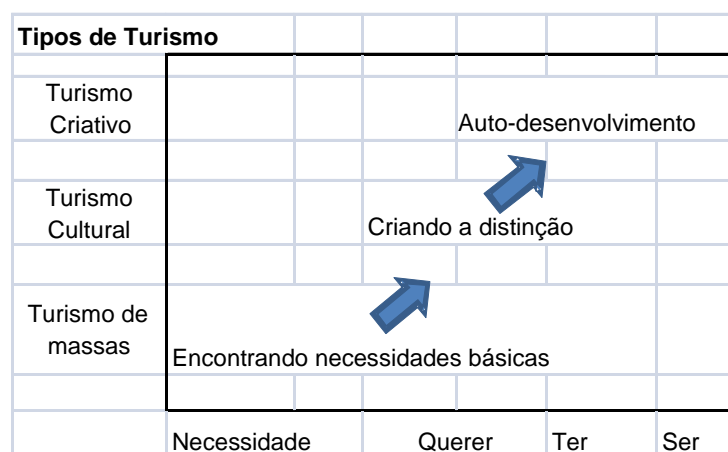 Tipos de Turismo
Turismo
Criativo
Auto-desenvolvimento
Turismo
Cultural
Criando a distinção
Turismo de
massas
Encontrando necessidades básicas
Necessidade Querer Ter Ser